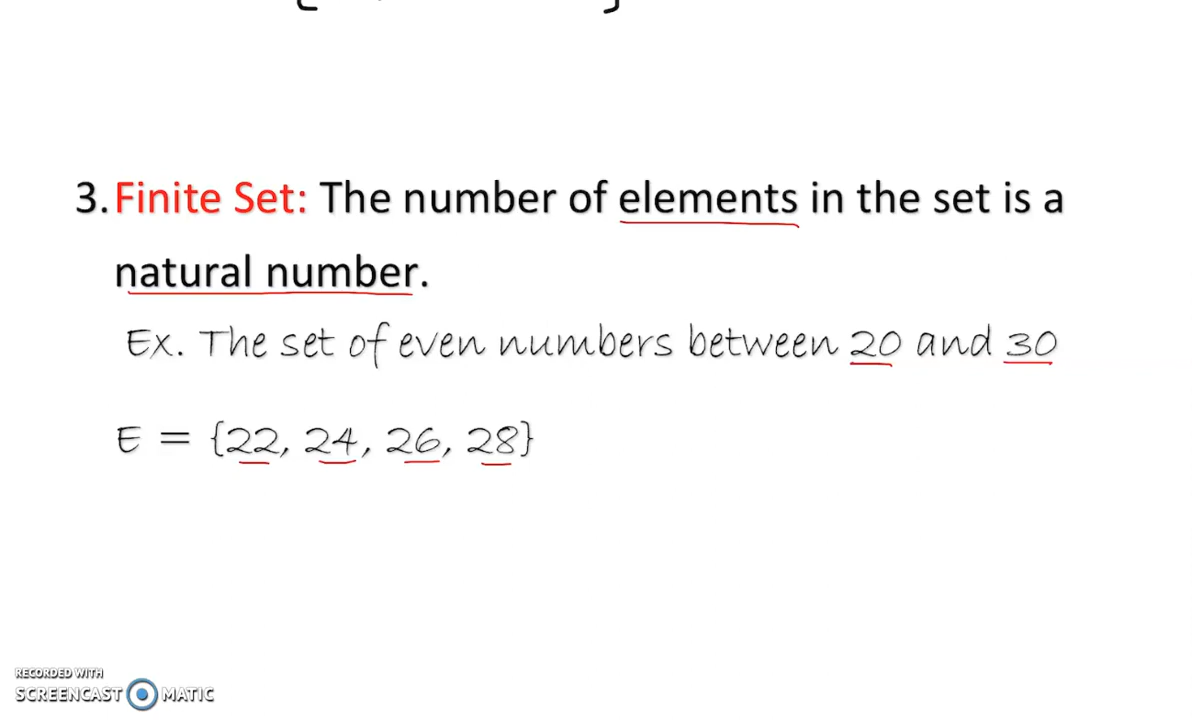 3. Finite Set: The number of elements in the set is a
natural number.
Ex. The set of even numbers between 20 and 30
E = {22, 24, 26, 28}
RECORDED WITH
SCREENCAST MATIC